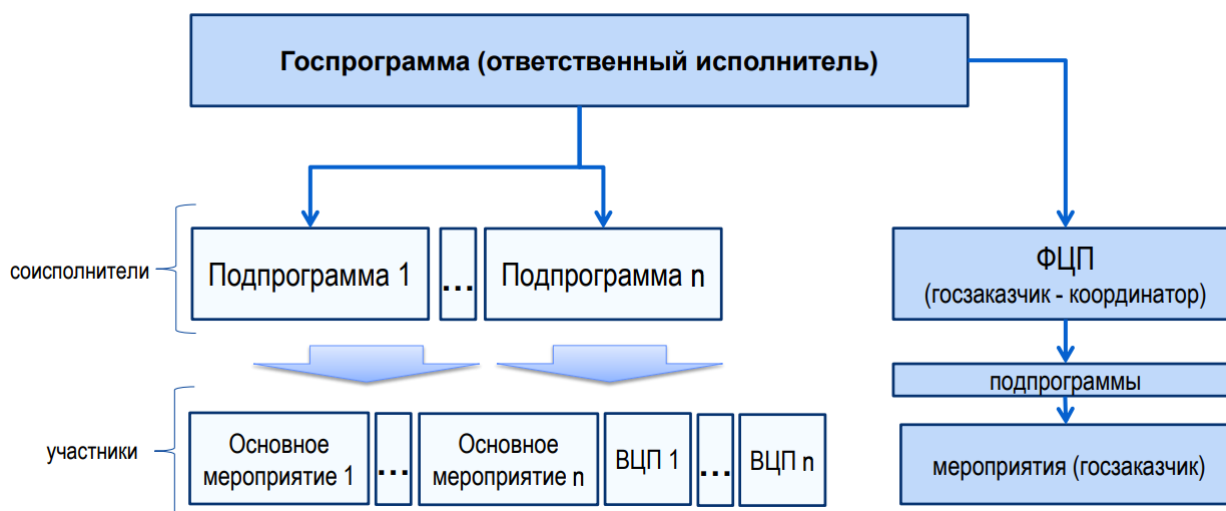 Госпрограмма (ответственный исполнитель)
соисполнители
Подпрограмма 1
...
Подпрограмма n
ФЦП
(госзаказчик - координатор)
подпрограммы
участники
Основное
мероприятие 1
...
Основное
мероприятие n
ВЦП 1
...
ВЦП n
мероприятия (госзаказчик)